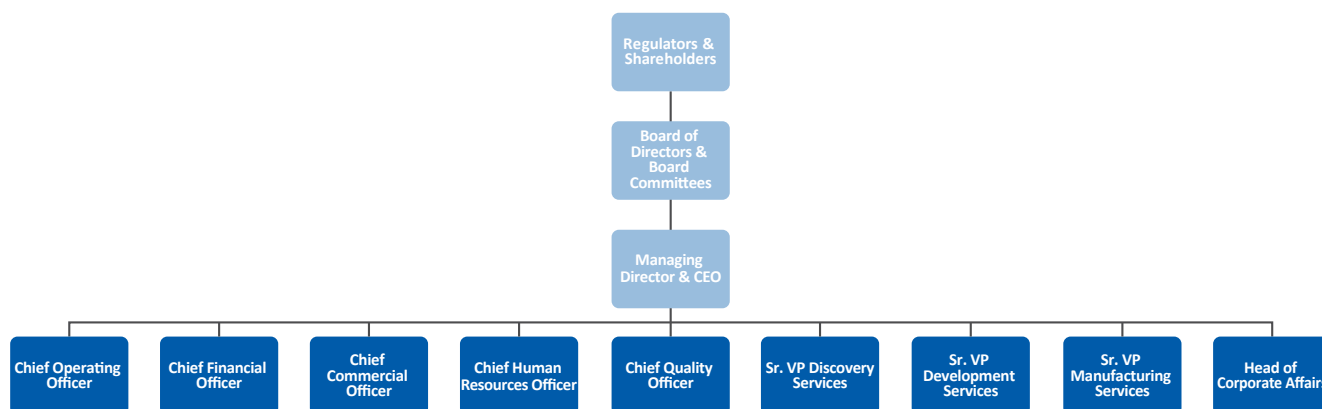 Regulators &
Shareholders
Board of
Directors &
Board
Committees
Managing
Director & CEO
Chief Operating
Officer
Chief Financial
Officer
Chief
Commercial
Officer
Chief Human
Resources Officer
Chief Quality
Officer
Sr. VP Discovery
Services
Sr. VP
Development
Services
Sr. VP
Manufacturing
Services
Head of
Corporate Affairs